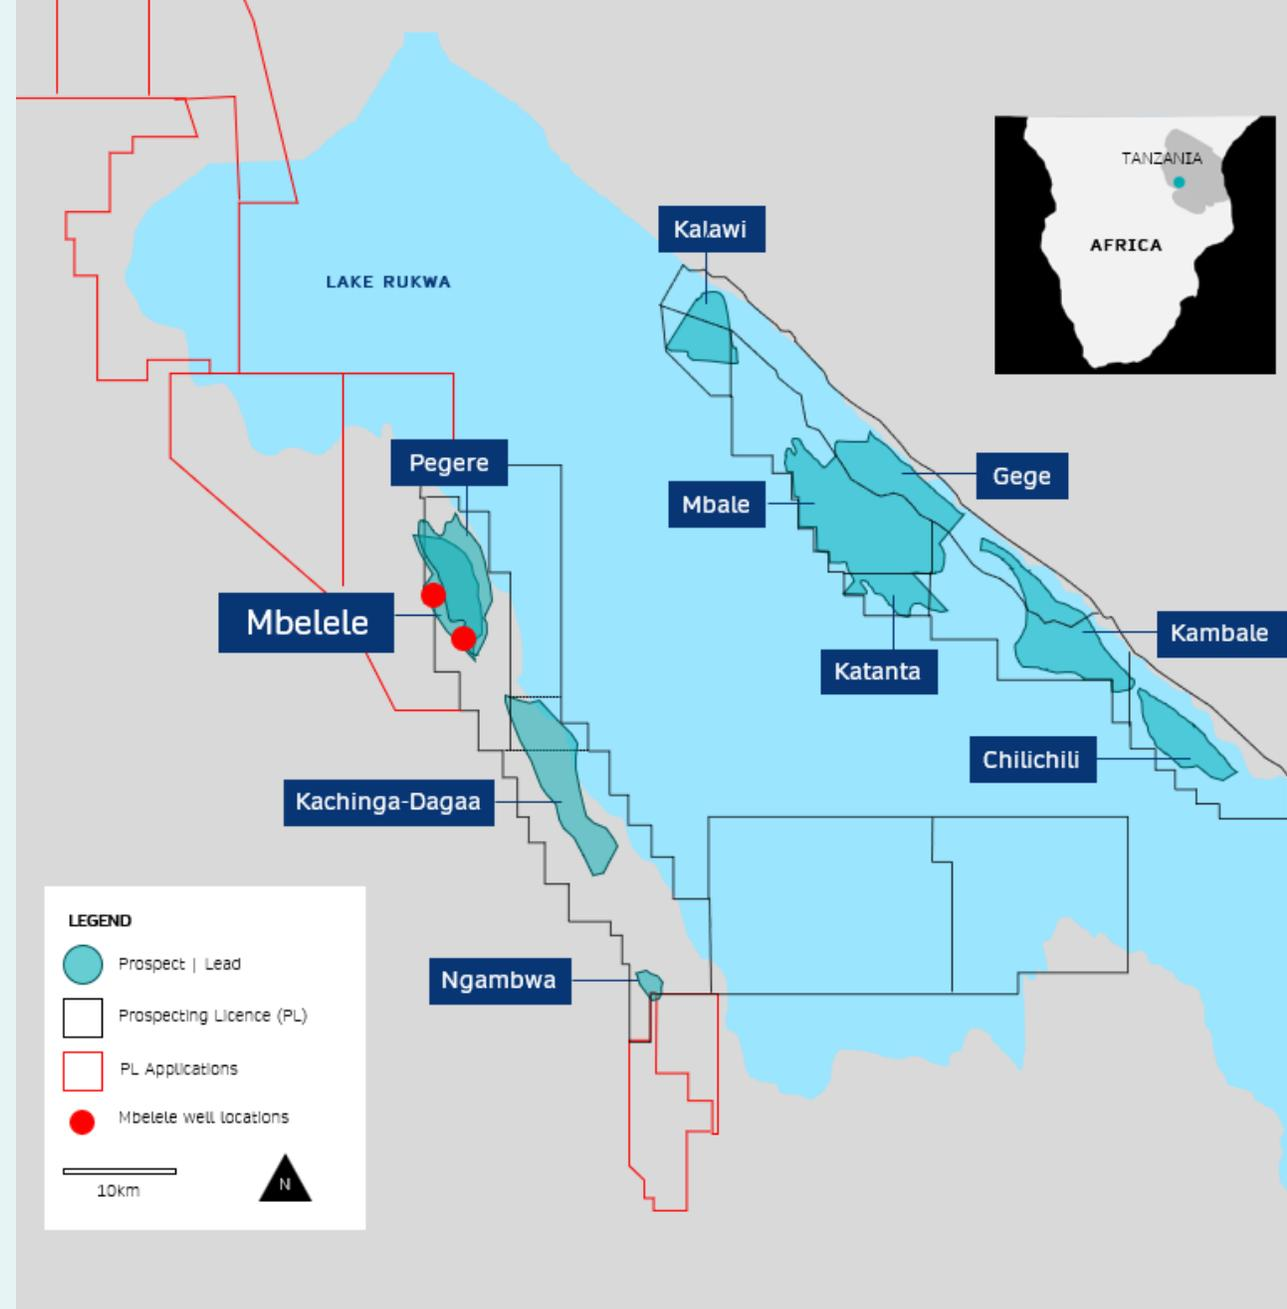 TANZANIA
AFRICA
Kalawi
LAKE RUKWA
Pegere
Gege
Mbale
Mbelele
Kambale
Katanta
Chilichili
Kachinga-Dagaa
Ngambwa
LEGEND
Prospect | Lead
Prospecting Licence (PL)
PL Applications
Mbelele well locations
10km
N